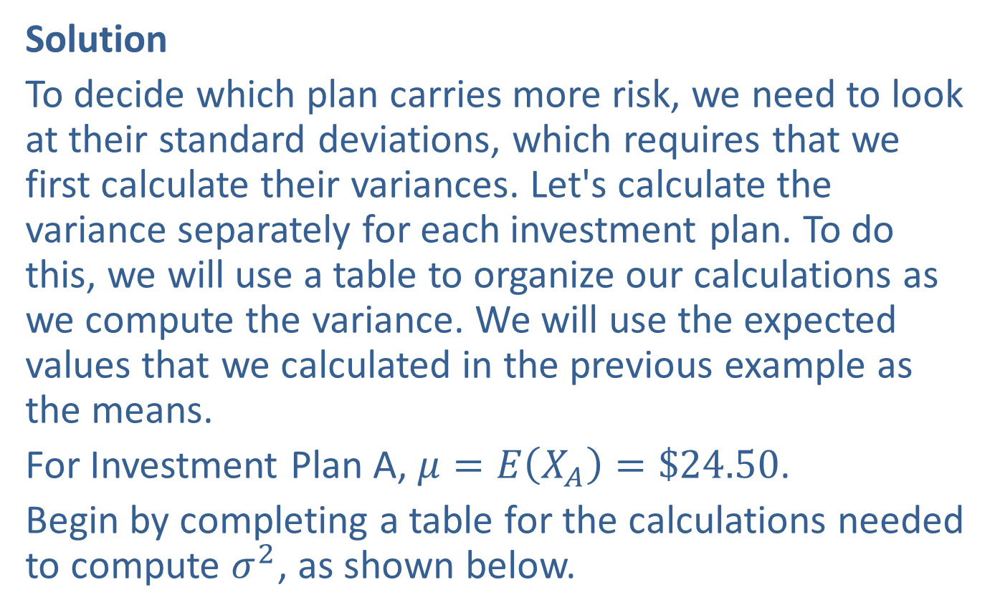 Solution
To decide which plan carries more risk, we need to look
at their standard deviations, which requires that we
first calculate their variances. Let's calculate the
variance separately for each investment plan. To do
this, we will use a table to organize our calculations as
we compute the variance. We will use the expected
values that we calculated in the previous example as
the means.
For Investment Plan A, μ = E(X_A) = $24.50.
Begin by completing a table for the calculations needed
to compute σ², as shown below.